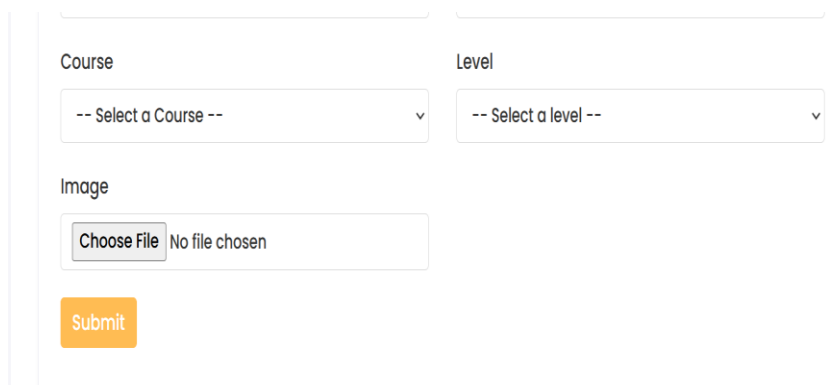 Course Level
-- Select a Course -- -- Select a level --
Image
Choose File No file chosen
Submit